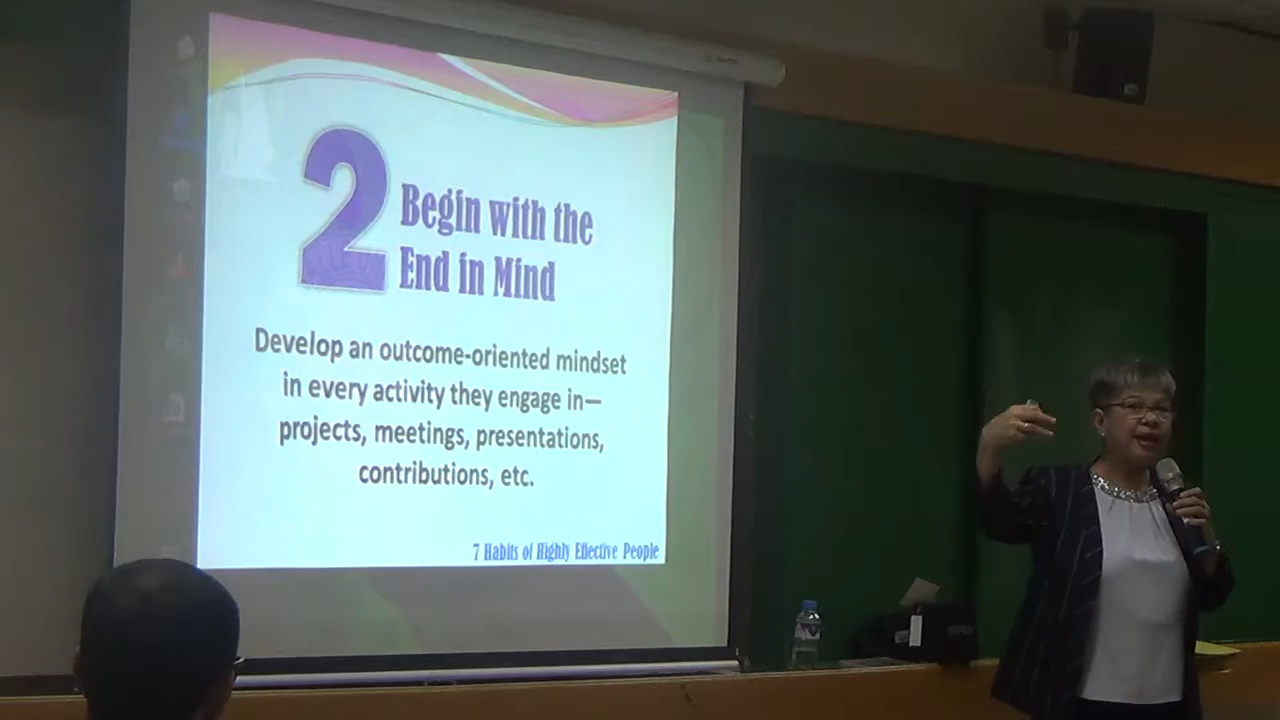 2
Begin with the
End in Mind
Develop an outcome-oriented mindset
in every activity they engage in—
projects, meetings, presentations,
contributions, etc.
7 Habits of Highly Effective People